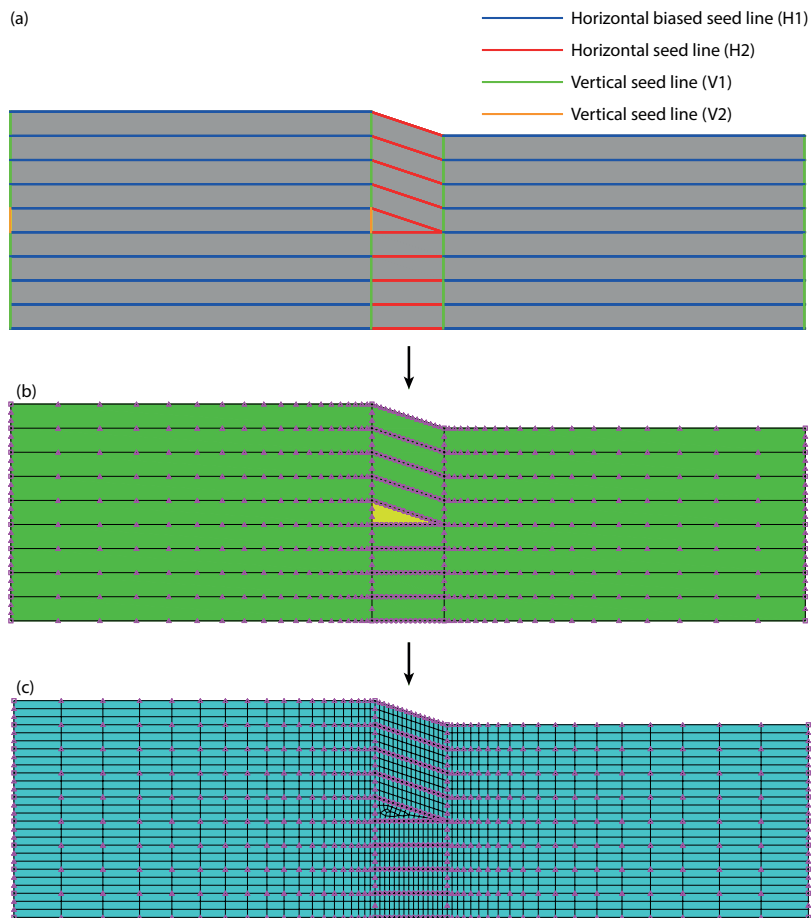 (a)
Horizontal biased seed line (H1)
Horizontal seed line (H2)
Vertical seed line (V1)
Vertical seed line (V2)
(b)
(c)